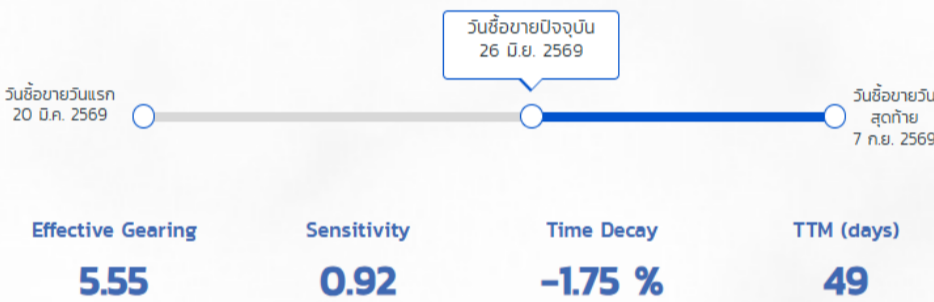 วันซื้อขายปัจจุบัน
26 มิ.ย. 2569
วันซื้อขายวันแรก
20 มี.ค. 2569
วันซื้อขายวัน
สุดท้าย
7 ก.ย. 2569
Effective Gearing
Sensitivity
Time Decay
TTM (days)
5.55
0.92
-1.75 %
49